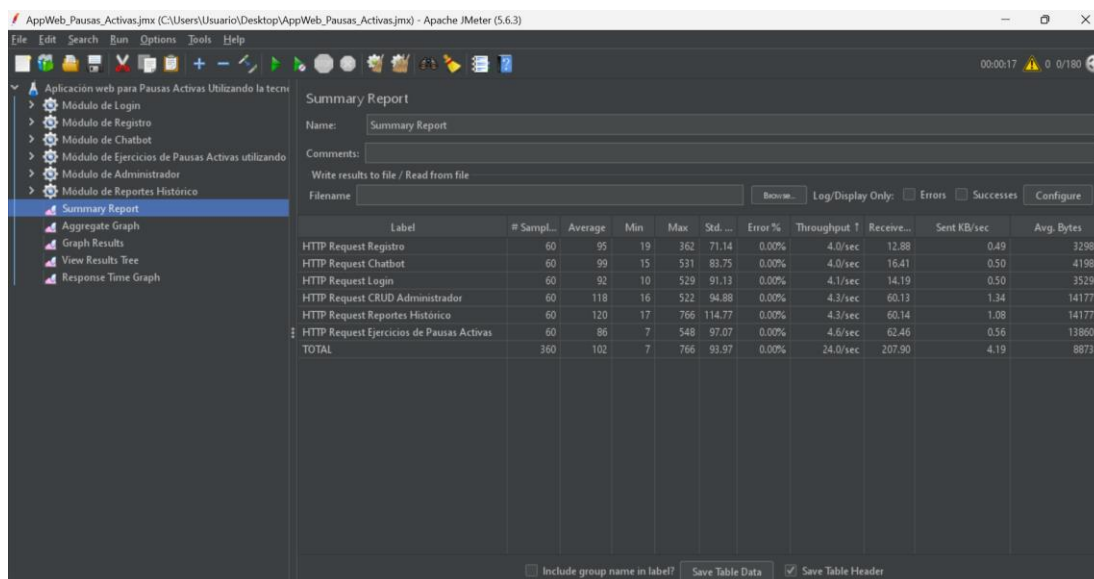 AppWeb_Pausas_Activas.jmx (C:\Users\Usuario\Desktop\AppWeb_Pausas_Activas.jmx) - Apache JMeter (5.6.3)
File Edit Search Run Options Tools Help
00:00:17 0 0/180
Aplicación web para Pausas Activas Utilizando la tecn
Módulo de Login
Módulo de Registro
Módulo de Chatbot
Módulo de Ejercicios de Pausas Activas utilizando
Módulo de Administrador
Módulo de Reportes Histórico
Summary Report
Aggregate Graph
Graph Results
View Results Tree
Response Time Graph
Summary Report
Name: Summary Report
Comments:
Write results to file / Read from file
Filename Browse... Log/Display Only: Errors Successes Configure
Label # Sampl... Average Min Max Std. ... Error % Throughput ↑ Receive... Sent KB/sec Avg. Bytes
HTTP Request Registro 60 95 19 362 71.14 0.00% 4.0/sec 12.88 0.49 3298
HTTP Request Chatbot 60 99 15 531 83.75 0.00% 4.0/sec 16.41 0.50 4198
HTTP Request Login 60 92 10 529 91.13 0.00% 4.1/sec 14.19 0.50 3529
HTTP Request CRUD Administrador 60 118 16 522 94.88 0.00% 4.3/sec 60.13 1.34 14177
HTTP Request Reportes Histórico 60 120 17 766 114.77 0.00% 4.3/sec 60.14 1.08 14177
HTTP Request Ejercicios de Pausas Activas 60 86 7 548 97.07 0.00% 4.6/sec 62.46 0.56 13860
TOTAL 360 102 7 766 93.97 0.00% 24.0/sec 207.90 4.19 8873
Include group name in label? Save Table Data Save Table Header